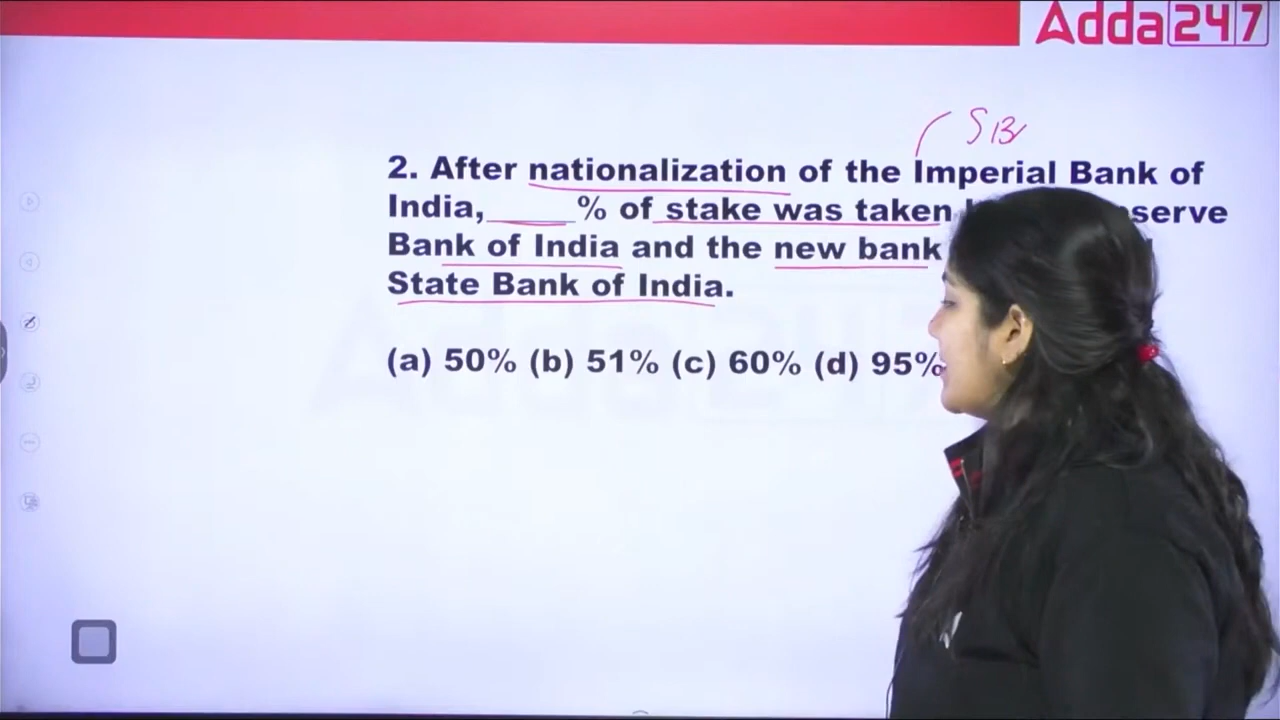 Adda247
SB
2. After nationalization of the Imperial Bank of
India,_____% of stake was taken
Bank of India and the new bank
State Bank of India.
(a) 50% (b) 51% (c) 60% (d) 95%